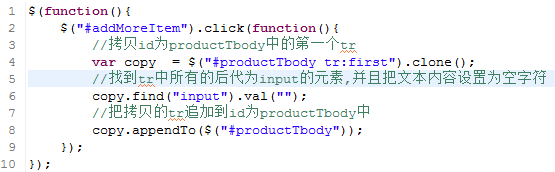 1 $(function(){
2 $("#addMoreItem").click(function(){
3 //拷贝id为productTbody中的第一个tr
4 var copy  = $("#productTbody tr:first").clone();
5 //找到tr中所有的后代为input的元素,并且把文本内容设置为空字符
6 copy.find("input").val("");
7 //把拷贝的tr追加到id为productTbody中
8 copy.appendTo($("#productTbody"));
9 });
10 });